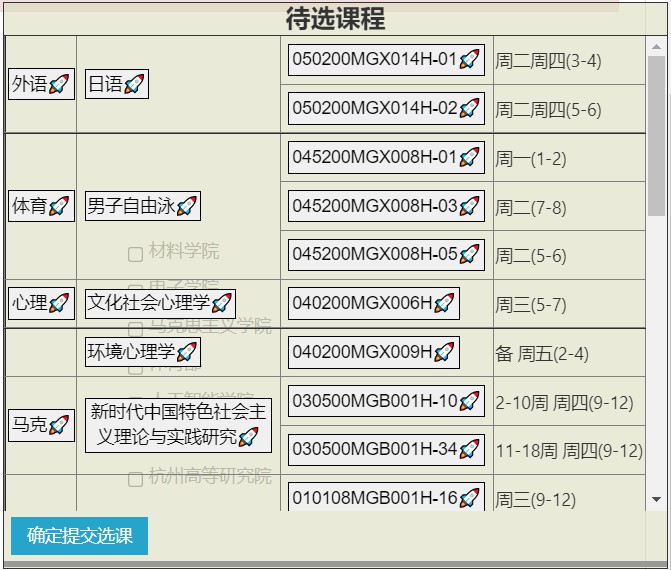 待选课程
外语🚀 日语🚀 050200MGX014H-01🚀 周二周四(3-4)
050200MGX014H-02🚀 周二周四(5-6)
体育🚀 男子自由泳🚀 045200MGX008H-01🚀 周一(1-2)
045200MGX008H-03🚀 周二(7-8)
045200MGX008H-05🚀 周二(5-6)
材料学院
电子学院
心理🚀 文化社会心理学🚀 040200MGX006H🚀 周三(5-7)
马克思主义学院
环境心理学🚀 040200MGX009H🚀 备 周五(2-4)
体育部
人工智能学院
马克🚀 新时代中国特色社会主
义理论与实践研究🚀
030500MGB001H-10🚀 2-10周 周四(9-12)
030500MGB001H-34🚀 11-18周 周四(9-12)
杭州高等研究院
010108MGB001H-16🚀 周三(9-12)
确定提交选课